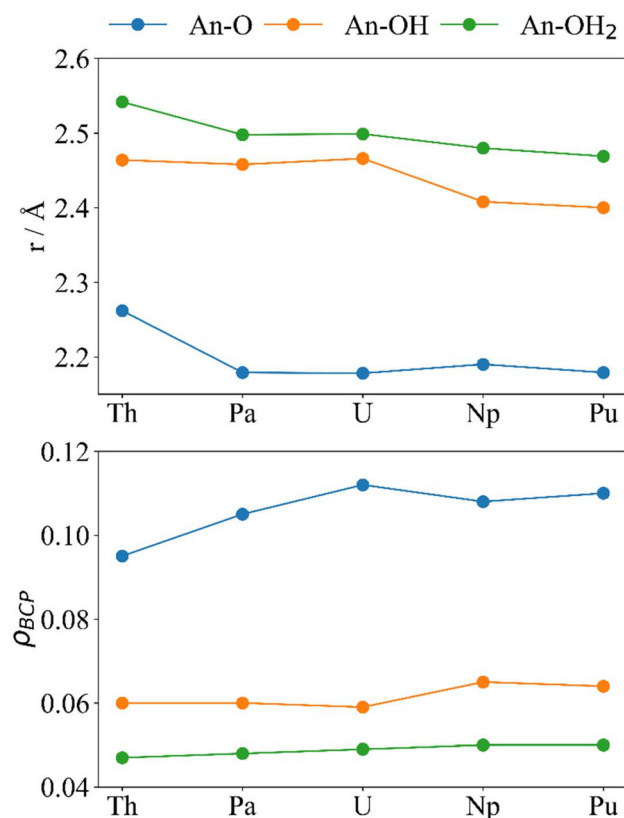 An-O An-OH An-OH₂
2.6
2.5
2.4
2.3
2.2
r / Å
Th Pa U Np Pu
0.12
0.10
0.08
0.06
0.04
ρBCP
Th Pa U Np Pu